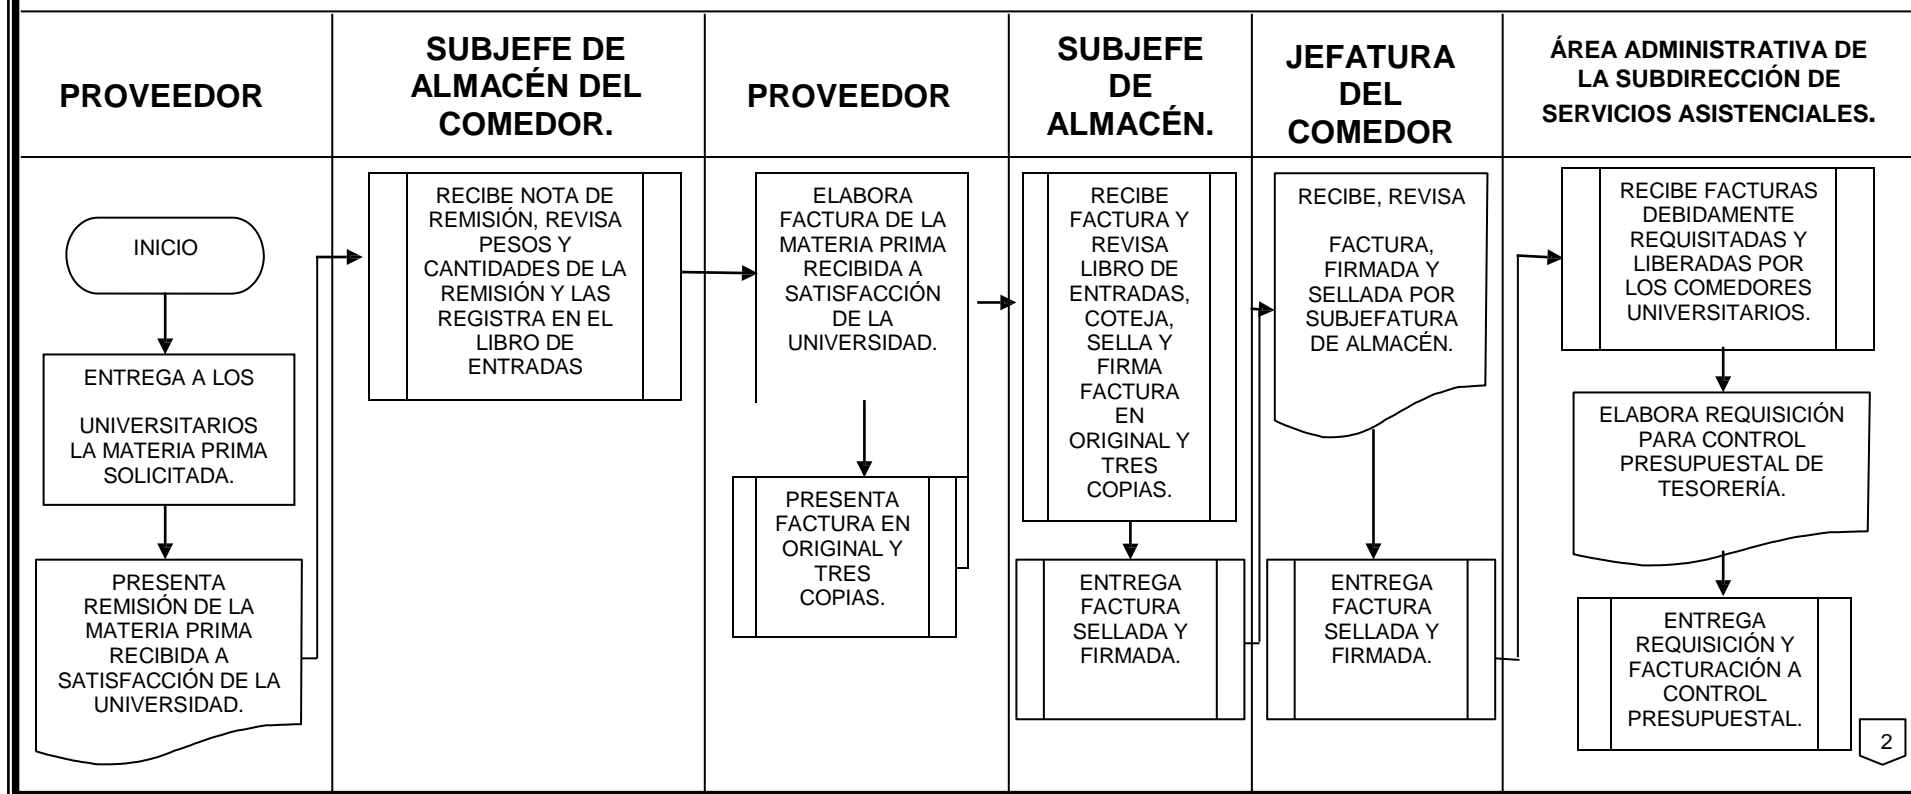 PROVEEDOR
SUBJEFE DE
ALMACÉN DEL
COMEDOR.
PROVEEDOR
SUBJEFE
DE
ALMACÉN.
JEFATURA
DEL
COMEDOR
ÁREA ADMINISTRATIVA DE
LA SUBDIRECCIÓN DE
SERVICIOS ASISTENCIALES.
INICIO
ENTREGA A LOS
UNIVERSITARIOS
LA MATERIA PRIMA
SOLICITADA.
PRESENTA
REMISIÓN DE LA
MATERIA PRIMA
RECIBIDA A
SATISFACCIÓN DE LA
UNIVERSIDAD.
RECIBE NOTA DE
REMISIÓN, REVISA
PESOS Y
CANTIDADES DE LA
REMISIÓN Y LAS
REGISTRA EN EL
LIBRO DE
ENTRADAS
ELABORA
FACTURA DE LA
MATERIA PRIMA
RECIBIDA A
SATISFACCIÓN
DE LA
UNIVERSIDAD.
PRESENTA
FACTURA EN
ORIGINAL Y
TRES
COPIAS.
RECIBE
FACTURA Y
REVISA
LIBRO DE
ENTRADAS,
COTEJA,
SELLA Y
FIRMA
FACTURA
EN
ORIGINAL Y
TRES
COPIAS.
ENTREGA
FACTURA
SELLADA Y
FIRMADA.
RECIBE, REVISA
FACTURA,
FIRMADA Y
SELLADA POR
SUBJEFATURA
DE ALMACÉN.
ENTREGA
FACTURA
SELLADA Y
FIRMADA.
RECIBE FACTURAS
DEBIDAMENTE
REQUISITADAS Y
LIBERADAS POR
LOS COMEDORES
UNIVERSITARIOS.
ELABORA REQUISICIÓN
PARA CONTROL
PRESUPUESTAL DE
TESORERÍA.
ENTREGA
REQUISICIÓN Y
FACTURACIÓN A
CONTROL
PRESUPUESTAL.
2